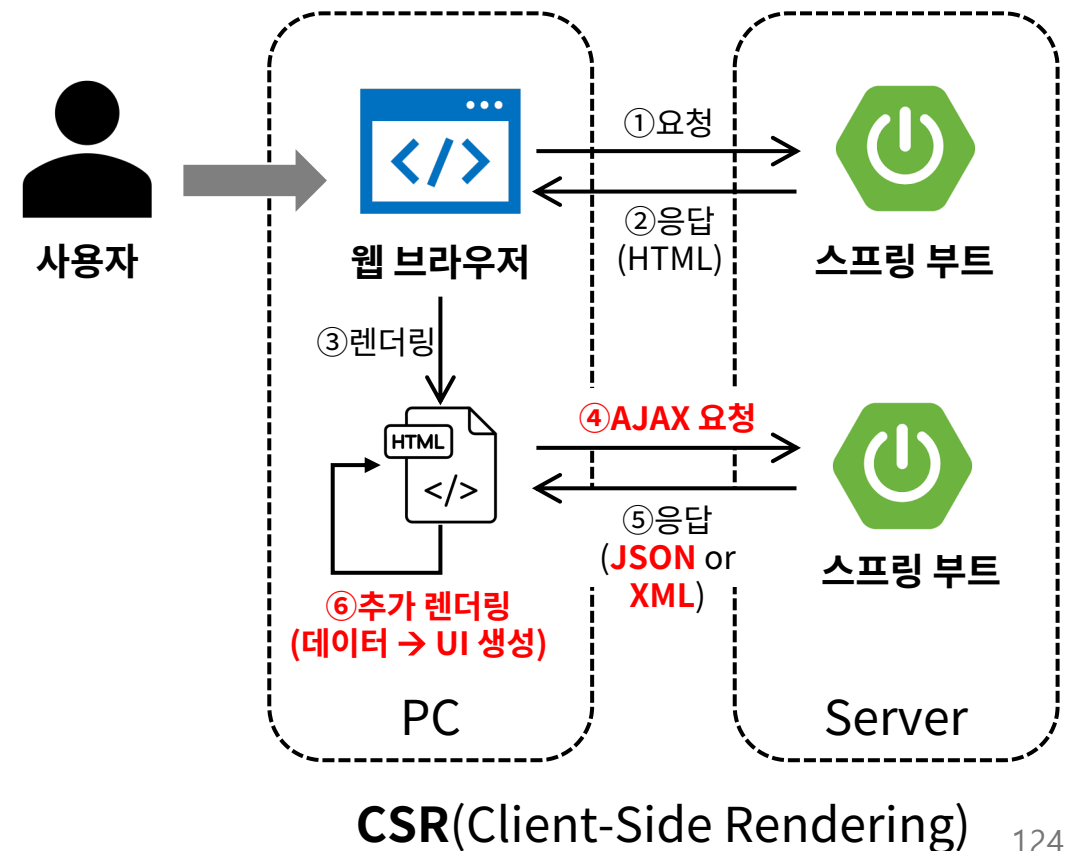 ①요청
②응답
(HTML)
사용자
웹 브라우저
스프링 부트
③렌더링
④AJAX 요청
HTML
</>
⑤응답
(JSON or
XML)
스프링 부트
⑥추가 렌더링
(데이터 → UI 생성)
PC
Server
CSR(Client-Side Rendering)
124